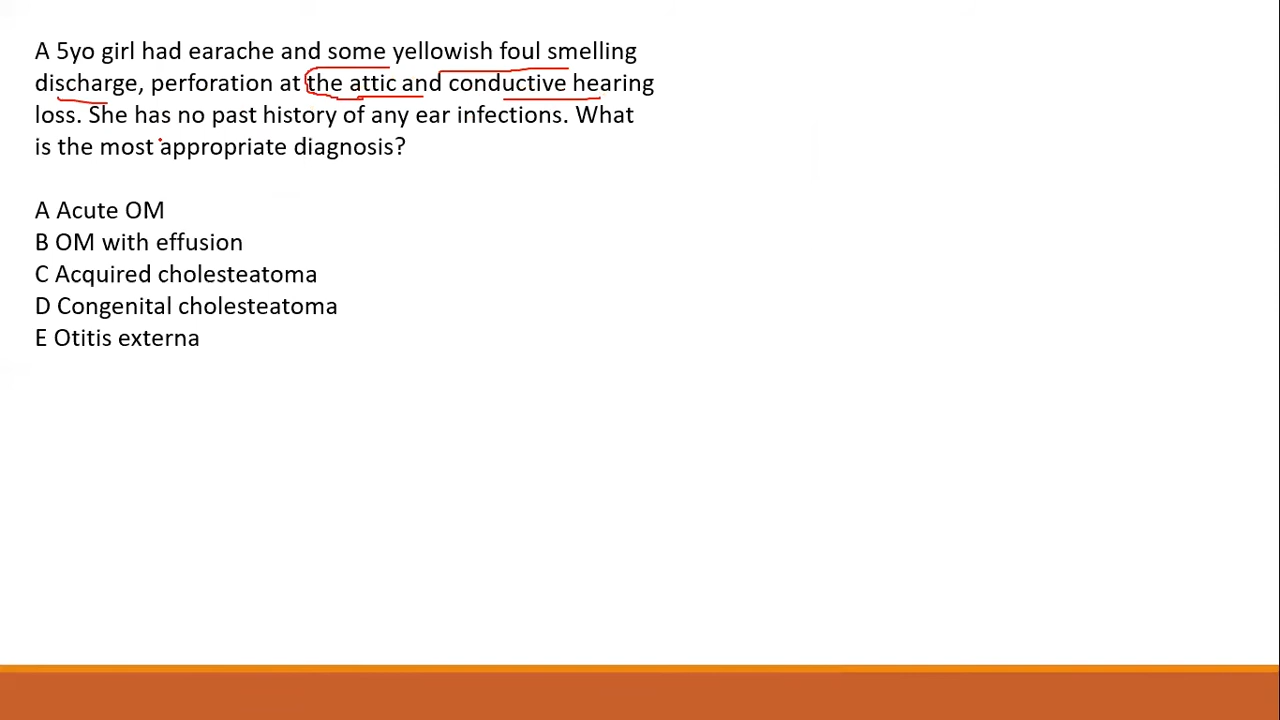 A 5yo girl had earache and some yellowish foul smelling
discharge, perforation at the attic and conductive hearing
loss. She has no past history of any ear infections. What
is the most appropriate diagnosis?
A Acute OM
B OM with effusion
C Acquired cholesteatoma
D Congenital cholesteatoma
E Otitis externa